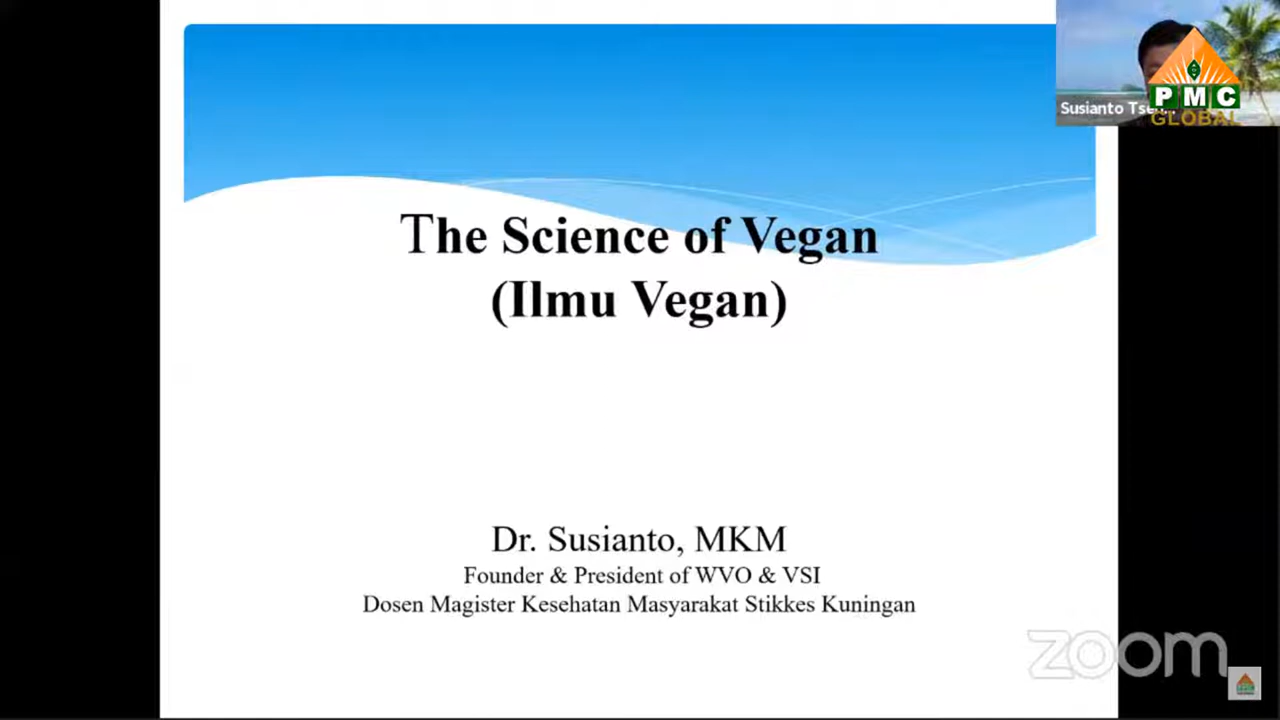 The Science of Vegan
(Ilmu Vegan)
Dr. Susianto, MKM
Founder & President of WVO & VSI
Dosen Magister Kesehatan Masyarakat Stikkes Kuningan
Susianto
PMC
GLOBAL
zoom